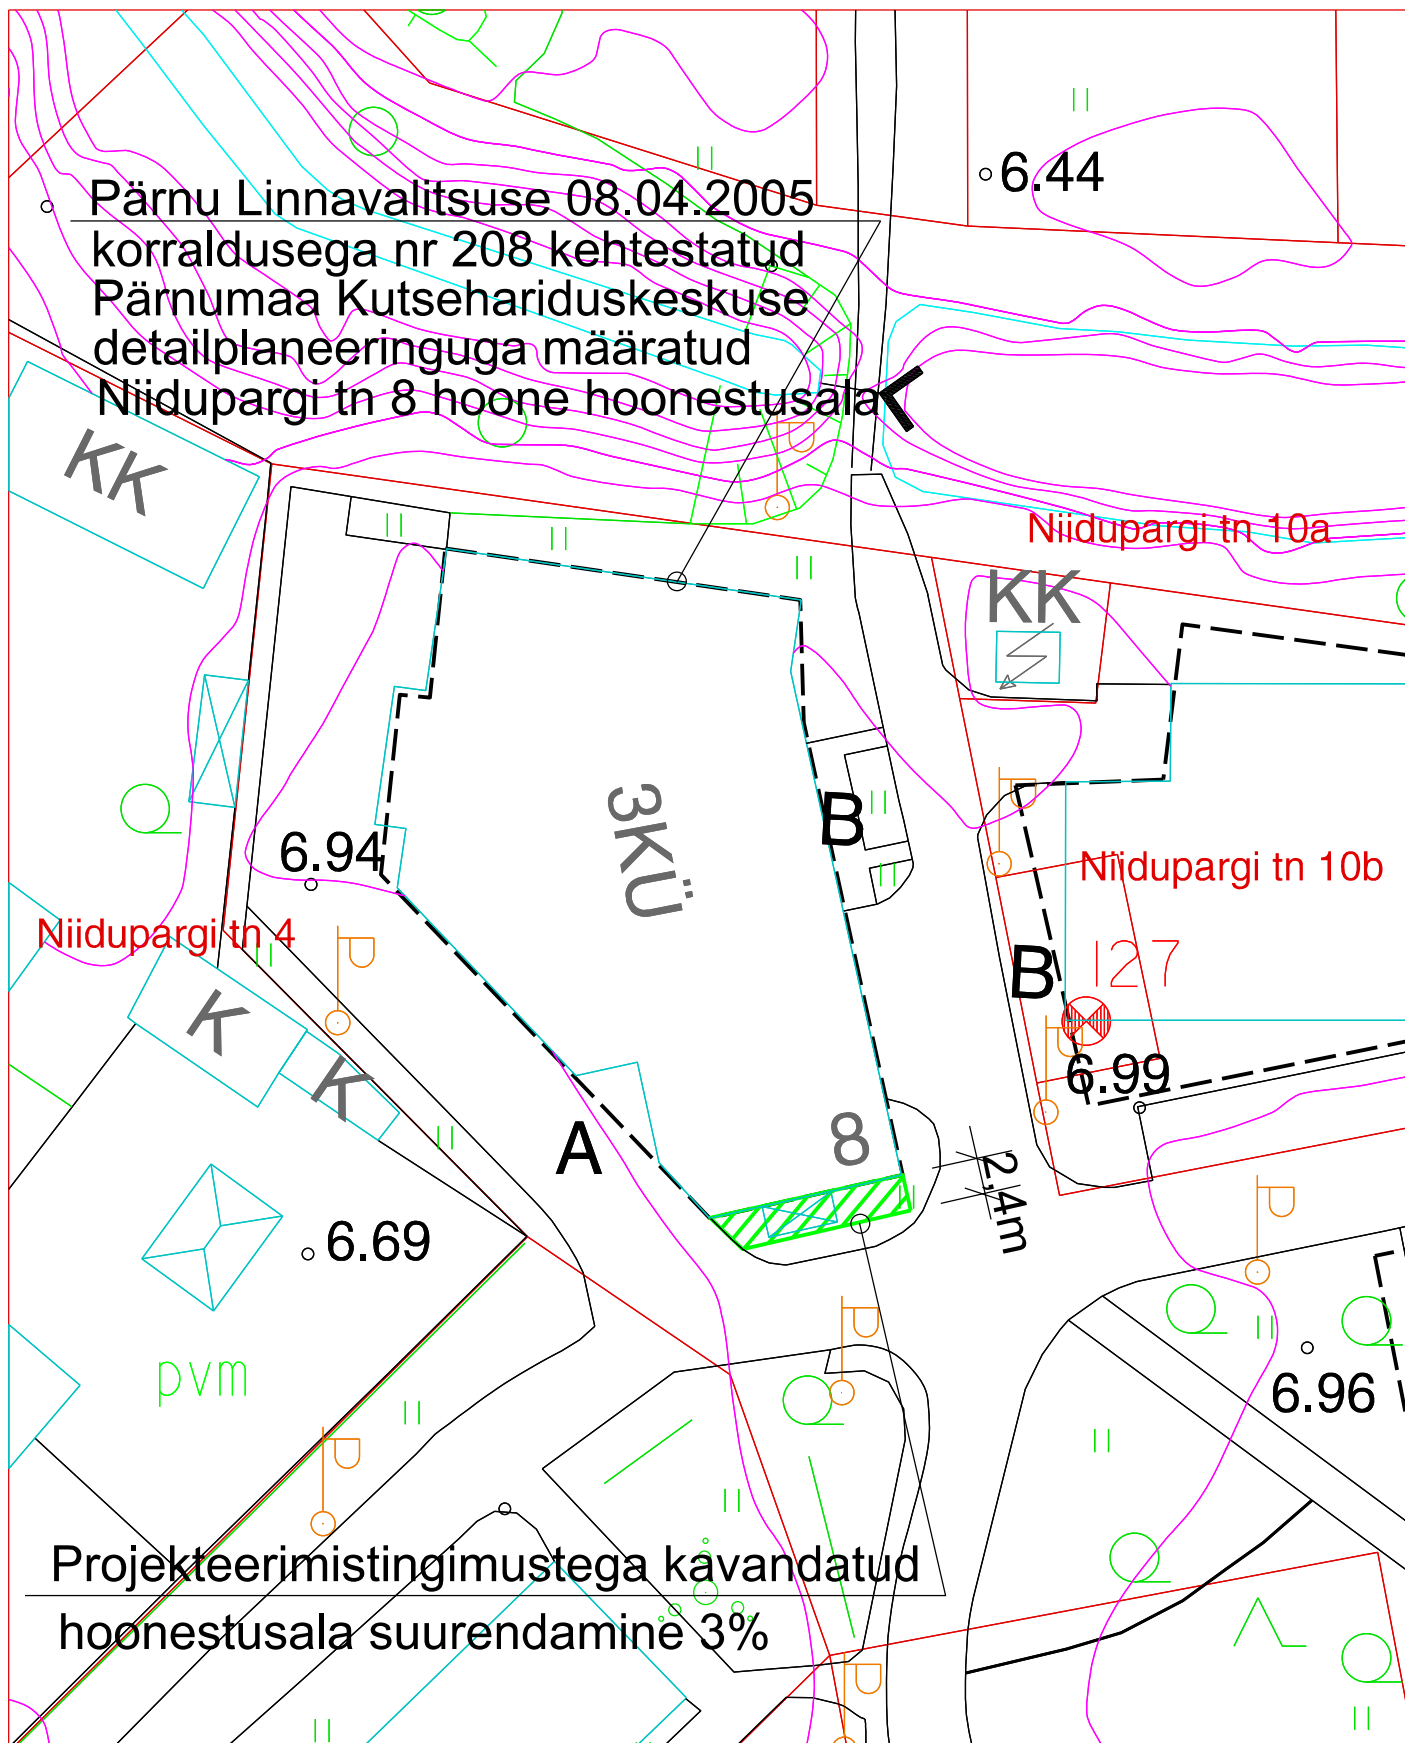 6.44
Pärnu Linnavalitsuse 08.04.2005
korraldusega nr 208 kehtestatud
Pärnumaa Kutsehariduskeskuse
detailplaneeringuga määratud
Niidupargi tn 8 hoone hoonestusala
KK
Niidupargi tn 10a
KK
3KÜ
B
6.94
Niidupargi tn 10b
Niidupargi tn 4
B
127
K
K
6.99
A
8
2,4m
6.69
pvm
6.96
Projekteerimistingimustega kavandatud
hoonestusala suurendamine 3%